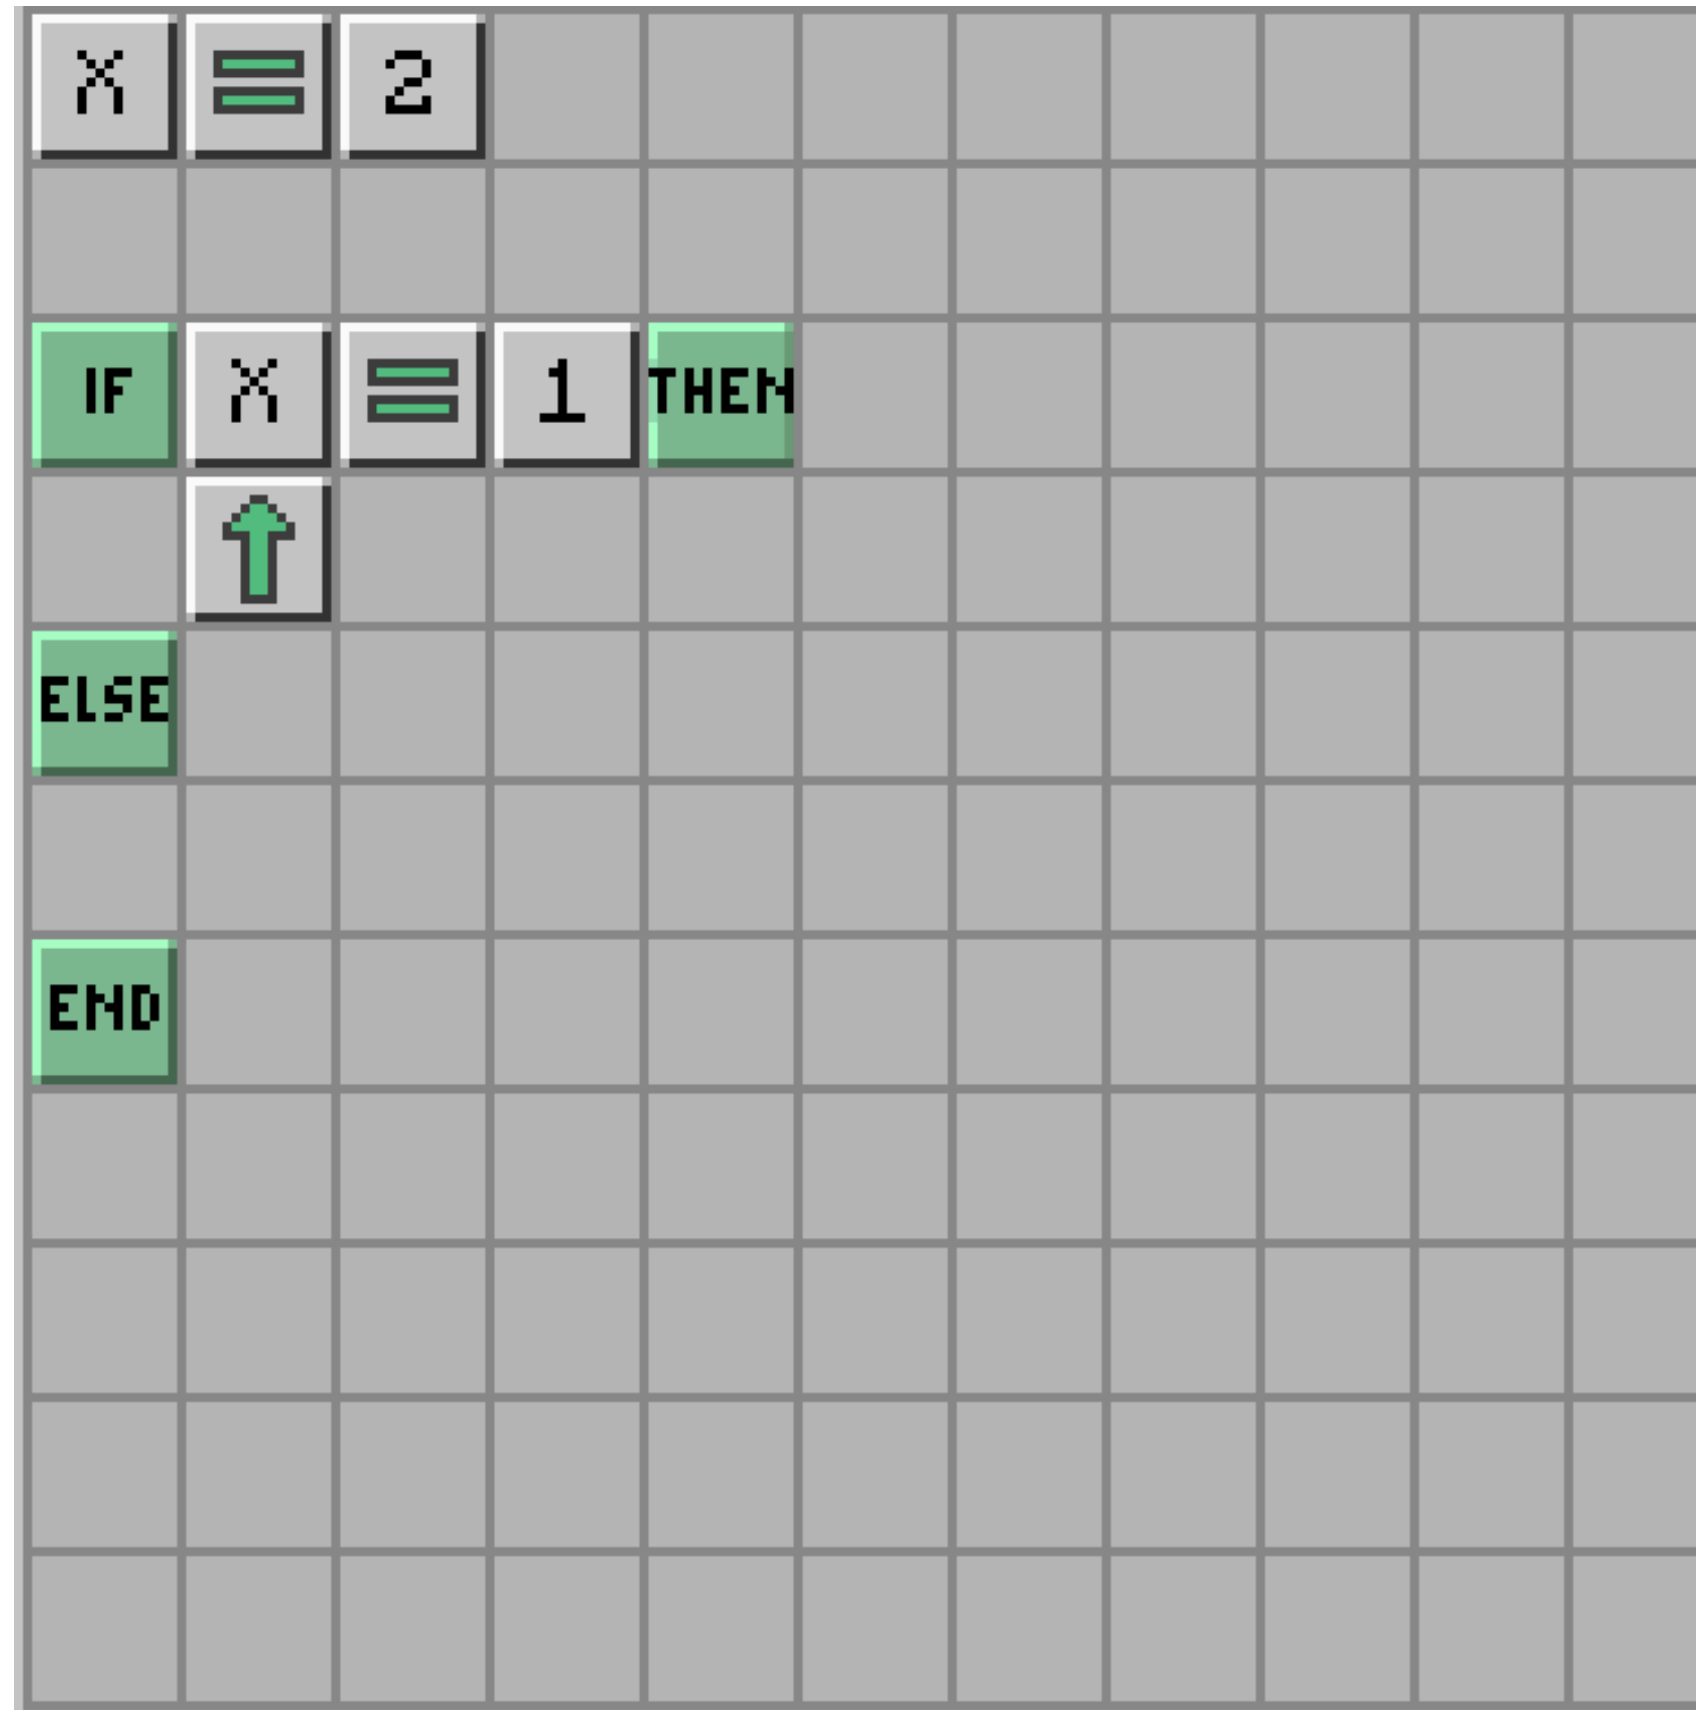 X = 2
IF X = 1 THEN
↑
ELSE
END